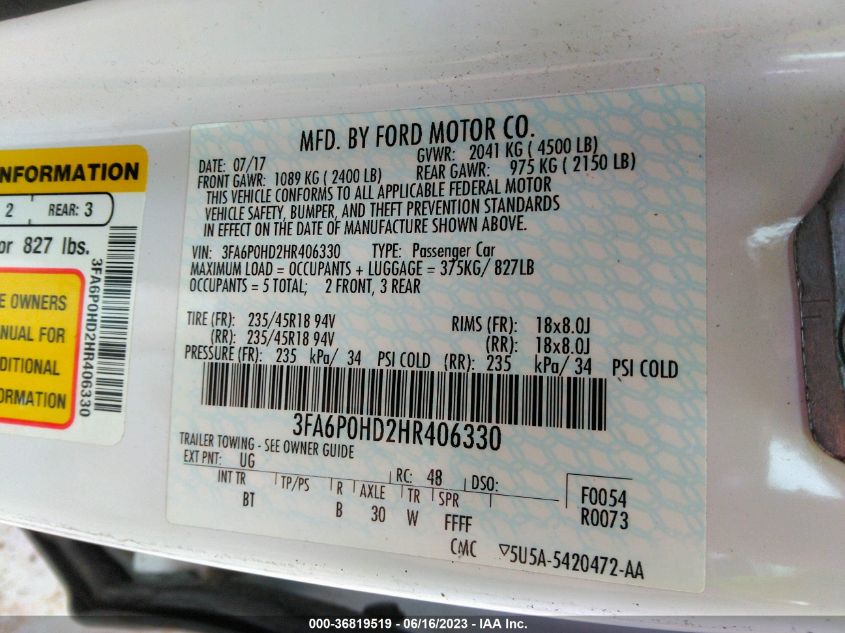 NFORMATION
2 REAR: 3
or 827 lbs.
E OWNERS
ANUAL FOR
DITIONAL
ORMATION
3FA6P0HD2HR406330
MFD. BY FORD MOTOR CO.
DATE: 07/17 GVWR: 2041 KG ( 4500 LB)
FRONT GAWR: 1089 KG ( 2400 LB) REAR GAWR: 975 KG ( 2150 LB)
THIS VEHICLE CONFORMS TO ALL APPLICABLE FEDERAL MOTOR
VEHICLE SAFETY, BUMPER, AND THEFT PREVENTION STANDARDS
IN EFFECT ON THE DATE OF MANUFACTURE SHOWN ABOVE.
VIN: 3FA6P0HD2HR406330 TYPE: Passenger Car
MAXIMUM LOAD = OCCUPANTS + LUGGAGE = 375KG/ 827LB
OCCUPANTS = 5 TOTAL; 2 FRONT, 3 REAR
TIRE (FR): 235/45R18 94V RIMS (FR): 18x8.0J
(RR): 235/45R18 94V (RR): 18x8.0J
PRESSURE (FR): 235 kPa/ 34 PSI COLD (RR): 235 kPa/ 34 PSI COLD
3FA6P0HD2HR406330
TRAILER TOWING - SEE OWNER GUIDE
EXT PNT: UG RC: 48 DSO: F0054
INT TR TP/PS R AXLE TR SPR R0073
BT B 30 W FFFF
CMC ▽5U5A-5420472-AA
000-36819519 - 06/16/2023 - IAA Inc.